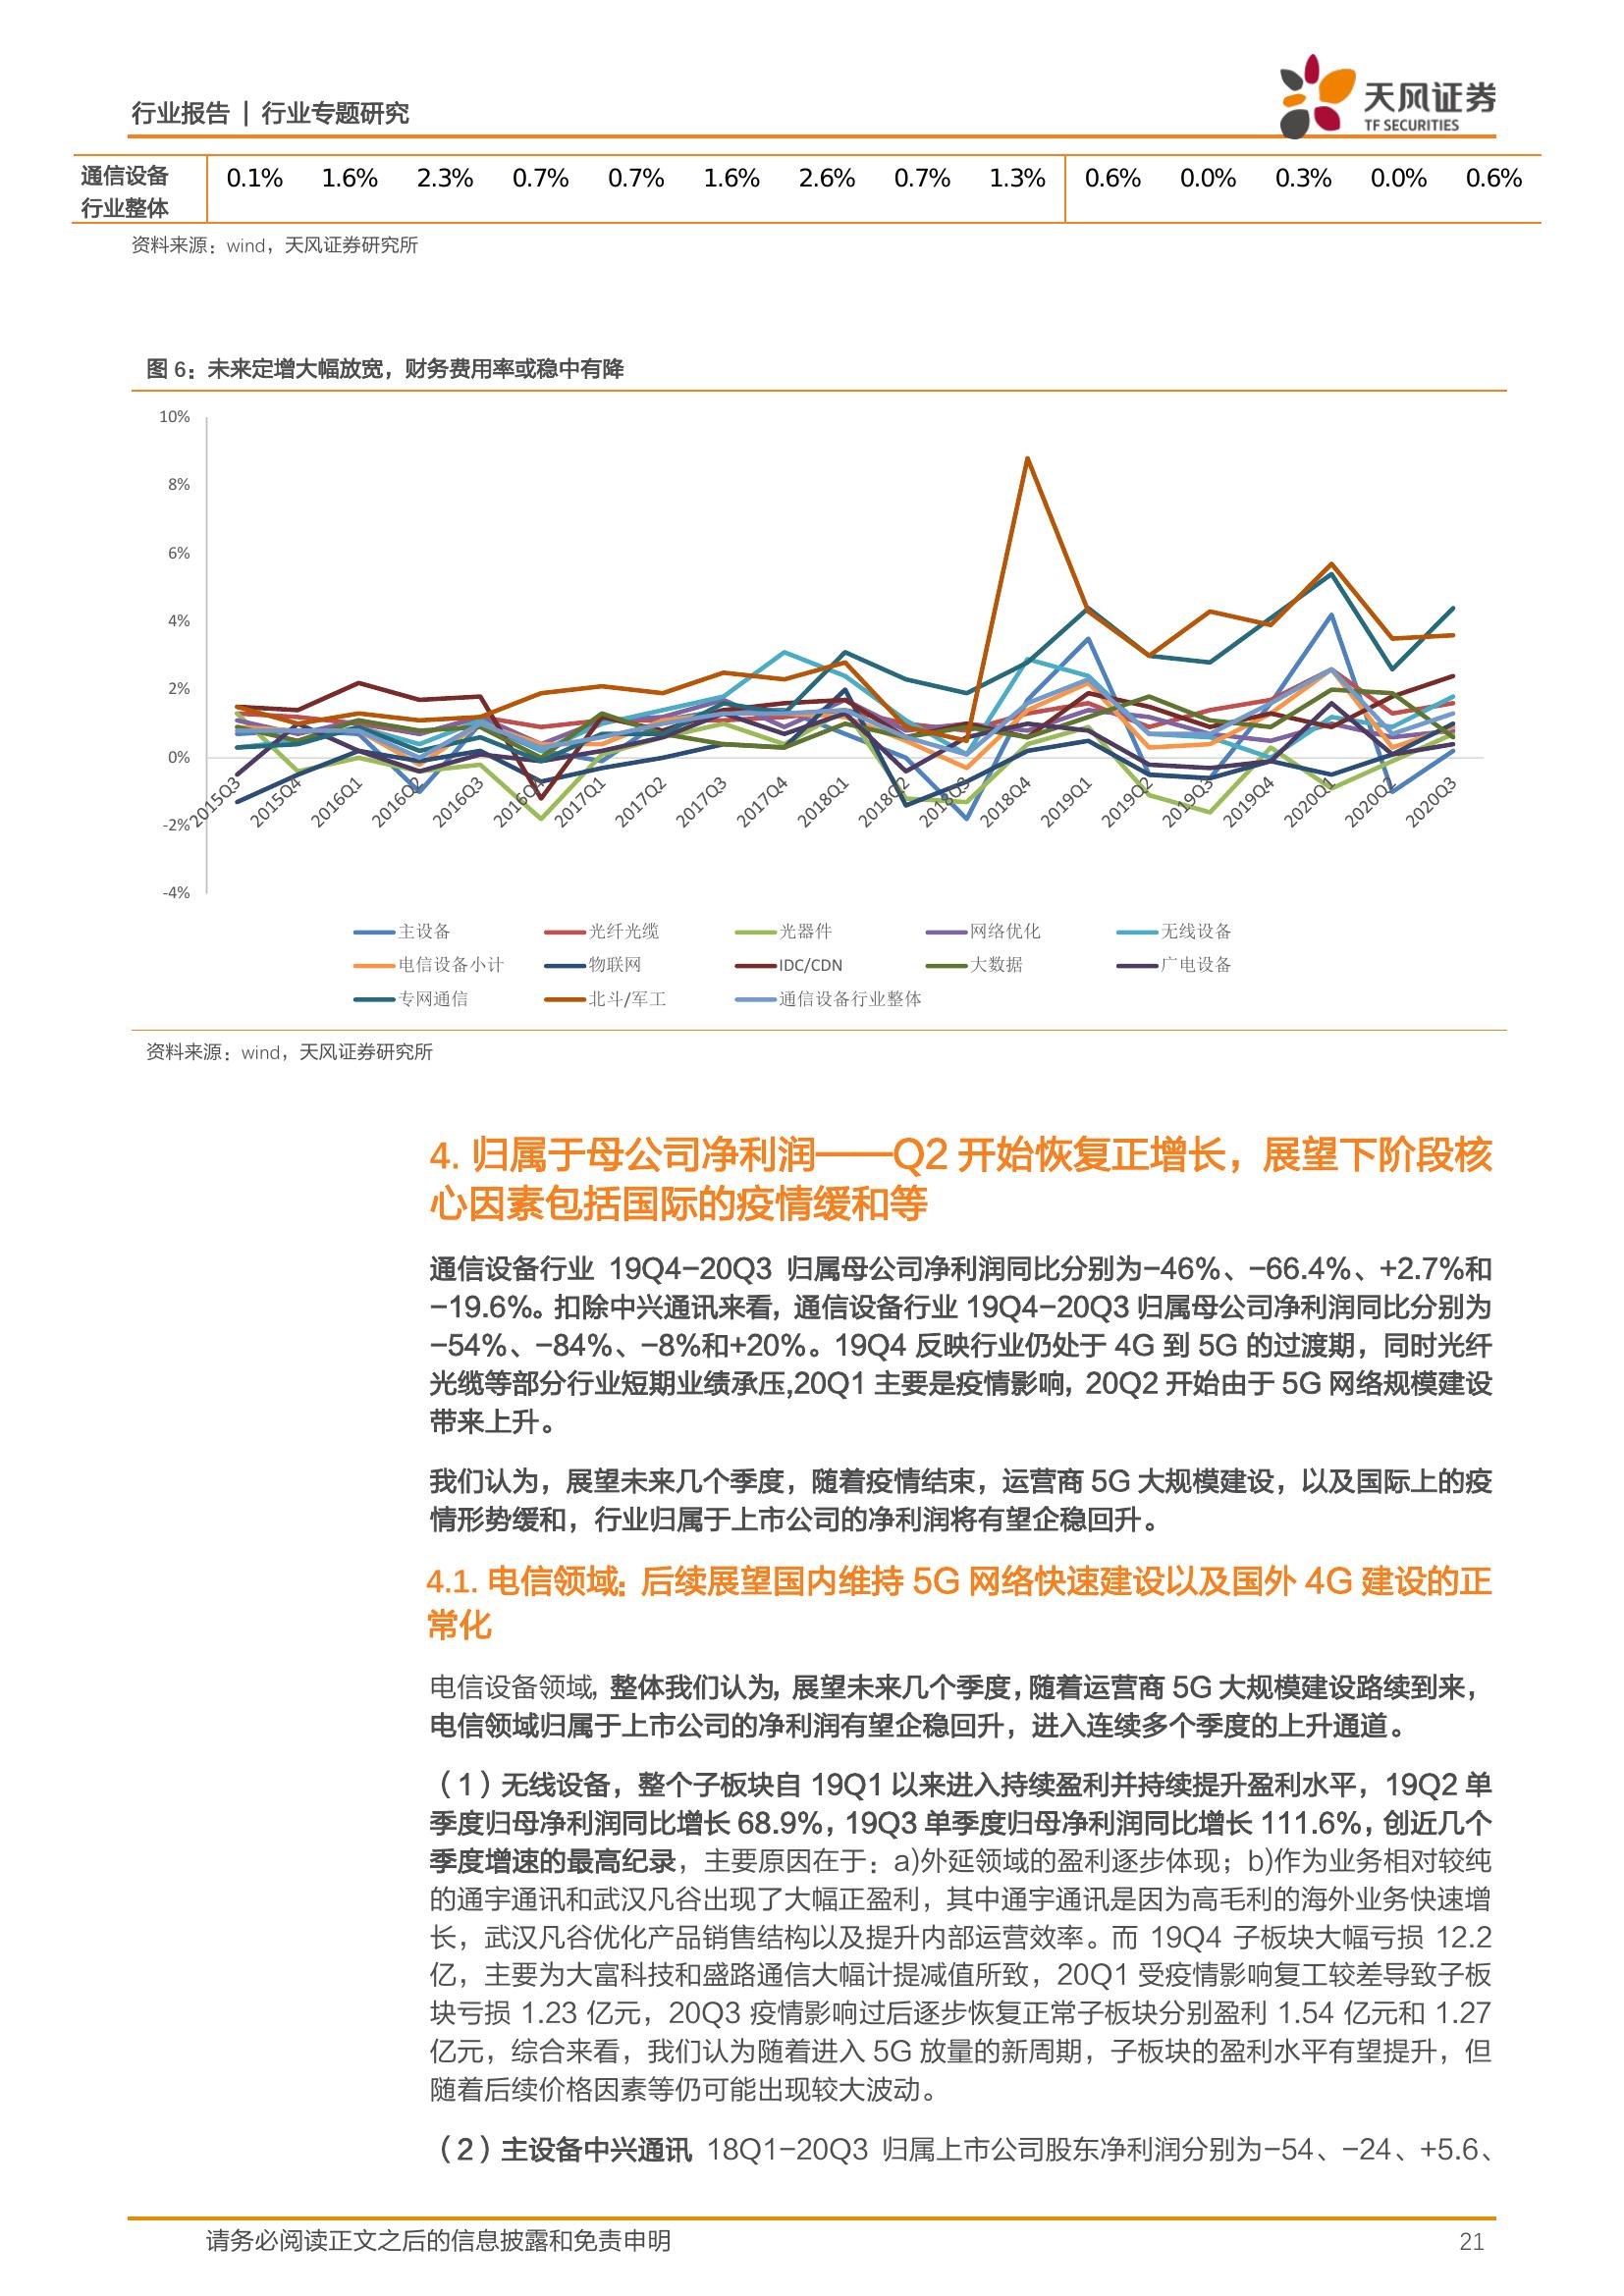 行业报告 | 行业专题研究
天风证券
TF SECURITIES
通信设备 0.1% 1.6% 2.3% 0.7% 0.7% 1.6% 2.6% 0.7% 1.3% 0.6% 0.0% 0.3% 0.0% 0.6%
行业整体
资料来源：wind，天风证券研究所
图 6：未来定增大幅放宽，财务费用率或稳中有降
10%
8%
6%
4%
2%
0%
-2%
-4%
2015Q3 2015Q4 2016Q1 2016Q2 2016Q3 2016Q4 2017Q1 2017Q2 2017Q3 2017Q4 2018Q1 2018Q2 2018Q3 2018Q4 2019Q1 2019Q2 2019Q3 2019Q4 2020Q1 2020Q2 2020Q3
主设备 光纤光缆 光器件 网络优化 无线设备
电信设备小计 物联网 IDC/CDN 大数据 广电设备
专网通信 北斗/军工 通信设备行业整体
资料来源：wind，天风证券研究所
4. 归属于母公司净利润——Q2 开始恢复正增长，展望下阶段核
心因素包括国际的疫情缓和等
通信设备行业 19Q4-20Q3 归属母公司净利润同比分别为-46%、-66.4%、+2.7%和
-19.6%。扣除中兴通讯来看，通信设备行业 19Q4-20Q3 归属母公司净利润同比分别为
-54%、-84%、-8%和+20%。19Q4 反映行业仍处于 4G 到 5G 的过渡期，同时光纤
光缆等部分行业短期业绩承压,20Q1 主要是疫情影响，20Q2 开始由于 5G 网络规模建设
带来上升。
我们认为，展望未来几个季度，随着疫情结束，运营商 5G 大规模建设，以及国际上的疫
情形势缓和，行业归属于上市公司的净利润将有望企稳回升。
4.1. 电信领域：后续展望国内维持 5G 网络快速建设以及国外 4G 建设的正
常化
电信设备领域，整体我们认为，展望未来几个季度，随着运营商 5G 大规模建设路续到来，
电信领域归属于上市公司的净利润有望企稳回升，进入连续多个季度的上升通道。
（1）无线设备，整个子板块自 19Q1 以来进入持续盈利并持续提升盈利水平，19Q2 单
季度归母净利润同比增长 68.9%，19Q3 单季度归母净利润同比增长 111.6%，创近几个
季度增速的最高纪录，主要原因在于：a)外延领域的盈利逐步体现；b)作为业务相对较纯
的通宇通讯和武汉凡谷出现了大幅正盈利，其中通宇通讯是因为高毛利的海外业务快速增
长，武汉凡谷优化产品销售结构以及提升内部运营效率。而 19Q4 子板块大幅亏损 12.2
亿，主要为大富科技和盛路通信大幅计提减值所致，20Q1 受疫情影响复工较差导致子板
块亏损 1.23 亿元，20Q3 疫情影响过后逐步恢复正常子板块分别盈利 1.54 亿元和 1.27
亿元，综合来看，我们认为随着进入 5G 放量的新周期，子板块的盈利水平有望提升，但
随着后续价格因素等仍可能出现较大波动。
（2）主设备中兴通讯 18Q1-20Q3 归属上市公司股东净利润分别为-54、-24、+5.6、
请务必阅读正文之后的信息披露和免责申明
21